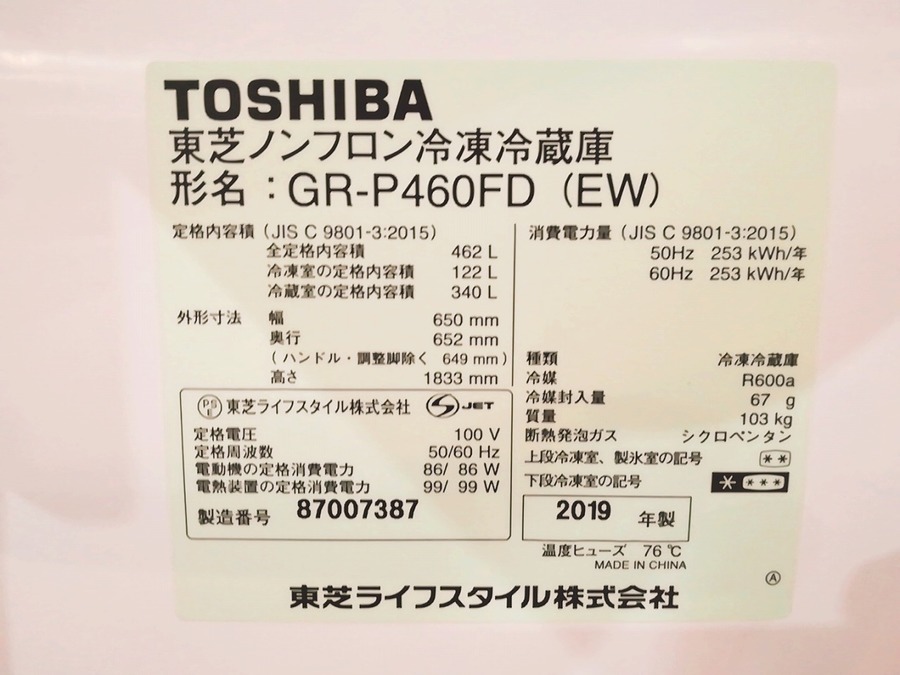 TOSHIBA
東芝ノンフロン冷凍冷蔵庫
形名：GR-P460FD (EW)
定格内容積 (JIS C 9801-3:2015)
全定格内容積 462 L
冷凍室の定格内容積 122 L
冷蔵室の定格内容積 340 L
外形寸法 幅 650 mm
奥行 652 mm
(ハンドル・調整脚除く 649 mm)
高さ 1833 mm
PSE 東芝ライフスタイル株式会社 S JET
定格電圧 100 V
定格周波数 50/60 Hz
電動機の定格消費電力 86/ 86 W
電熱装置の定格消費電力 99/ 99 W
製造番号 87007387
消費電力量 (JIS C 9801-3:2015)
50Hz 253 kWh/年
60Hz 253 kWh/年
種類 冷凍冷蔵庫
冷媒 R600a
冷媒封入量 67 g
質量 103 kg
断熱発泡ガス シクロペンタン
上段冷凍室、製氷室の記号 **
下段冷凍室の記号 * ***
2019 年製
温度ヒューズ 76 ℃
MADE IN CHINA
Ⓐ
東芝ライフスタイル株式会社